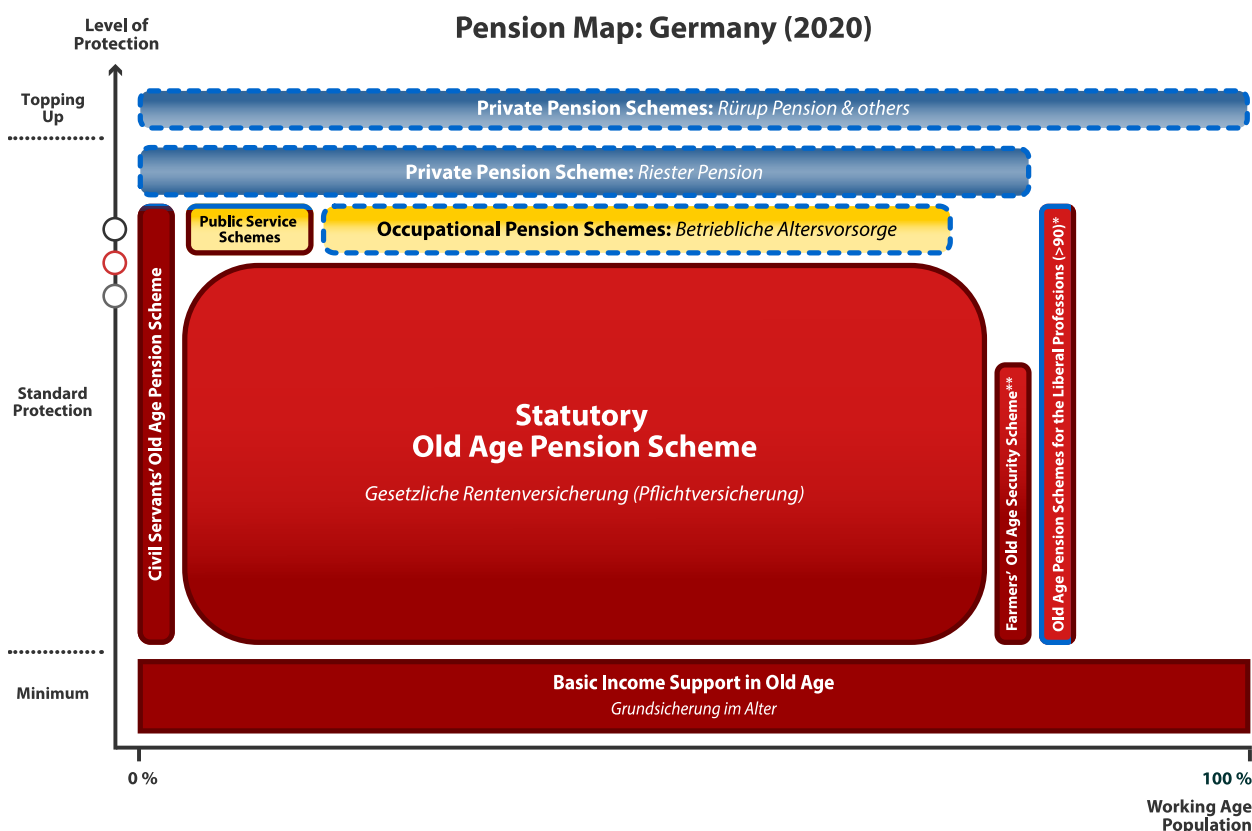 Pension Map: Germany (2020)
Level of
Protection
Topping
Up
Private Pension Schemes: Rürup Pension & others
Private Pension Scheme: Riester Pension
Public Service
Schemes
Occupational Pension Schemes: Betriebliche Altersvorsorge
Civil Servants’ Old Age Pension Scheme
Standard
Protection
Statutory
Old Age Pension Scheme
Gesetzliche Rentenversicherung (Pflichtversicherung)
Farmers’ Old Age Security Scheme**
Old Age Pension Schemes for the Liberal Professions (>90)*
Minimum
Basic Income Support in Old Age
Grundsicherung im Alter
0 %
100 %
Working Age
Population